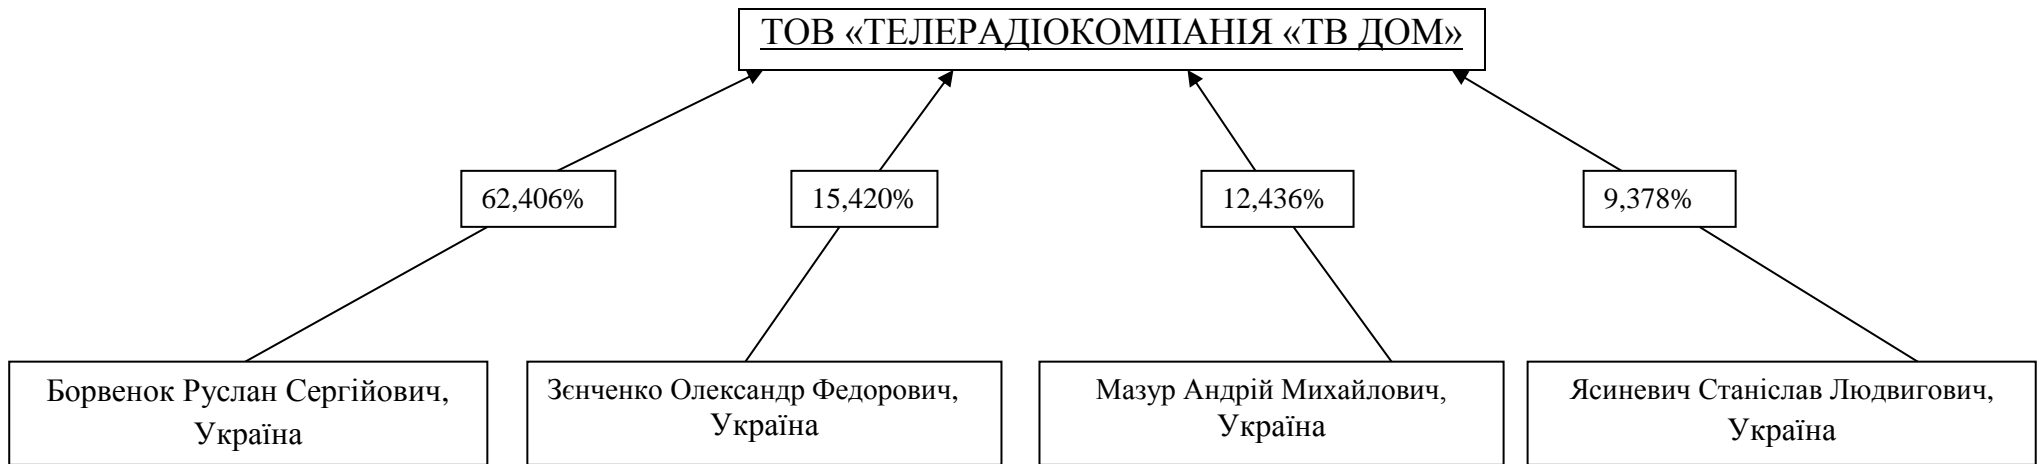 ТОВ «ТЕЛЕРАДІОКОМПАНІЯ «ТВ ДОМ»
62,406%
15,420%
12,436%
9,378%
Борвенок Руслан Сергійович,
Україна
Зєнченко Олександр Федорович,
Україна
Мазур Андрій Михайлович,
Україна
Ясиневич Станіслав Людвигович,
Україна